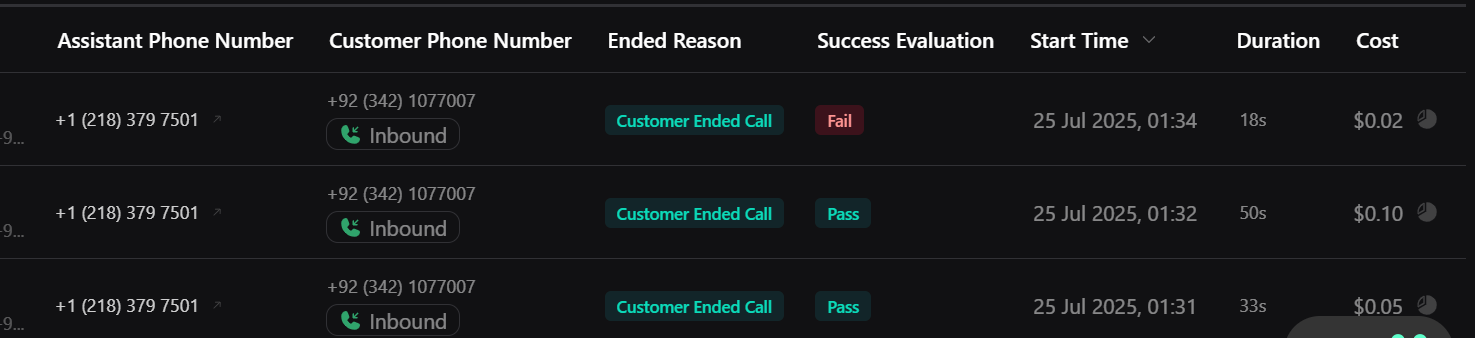 Assistant Phone Number Customer Phone Number Ended Reason Success Evaluation Start Time Duration Cost
+92 (342) 1077007
+1 (218) 379 7501 Customer Ended Call Fail 25 Jul 2025, 01:34 18s $0.02
Inbound
-9...
+92 (342) 1077007
+1 (218) 379 7501 Customer Ended Call Pass 25 Jul 2025, 01:32 50s $0.10
Inbound
-9...
+92 (342) 1077007
+1 (218) 379 7501 Customer Ended Call Pass 25 Jul 2025, 01:31 33s $0.05
Inbound
-9...